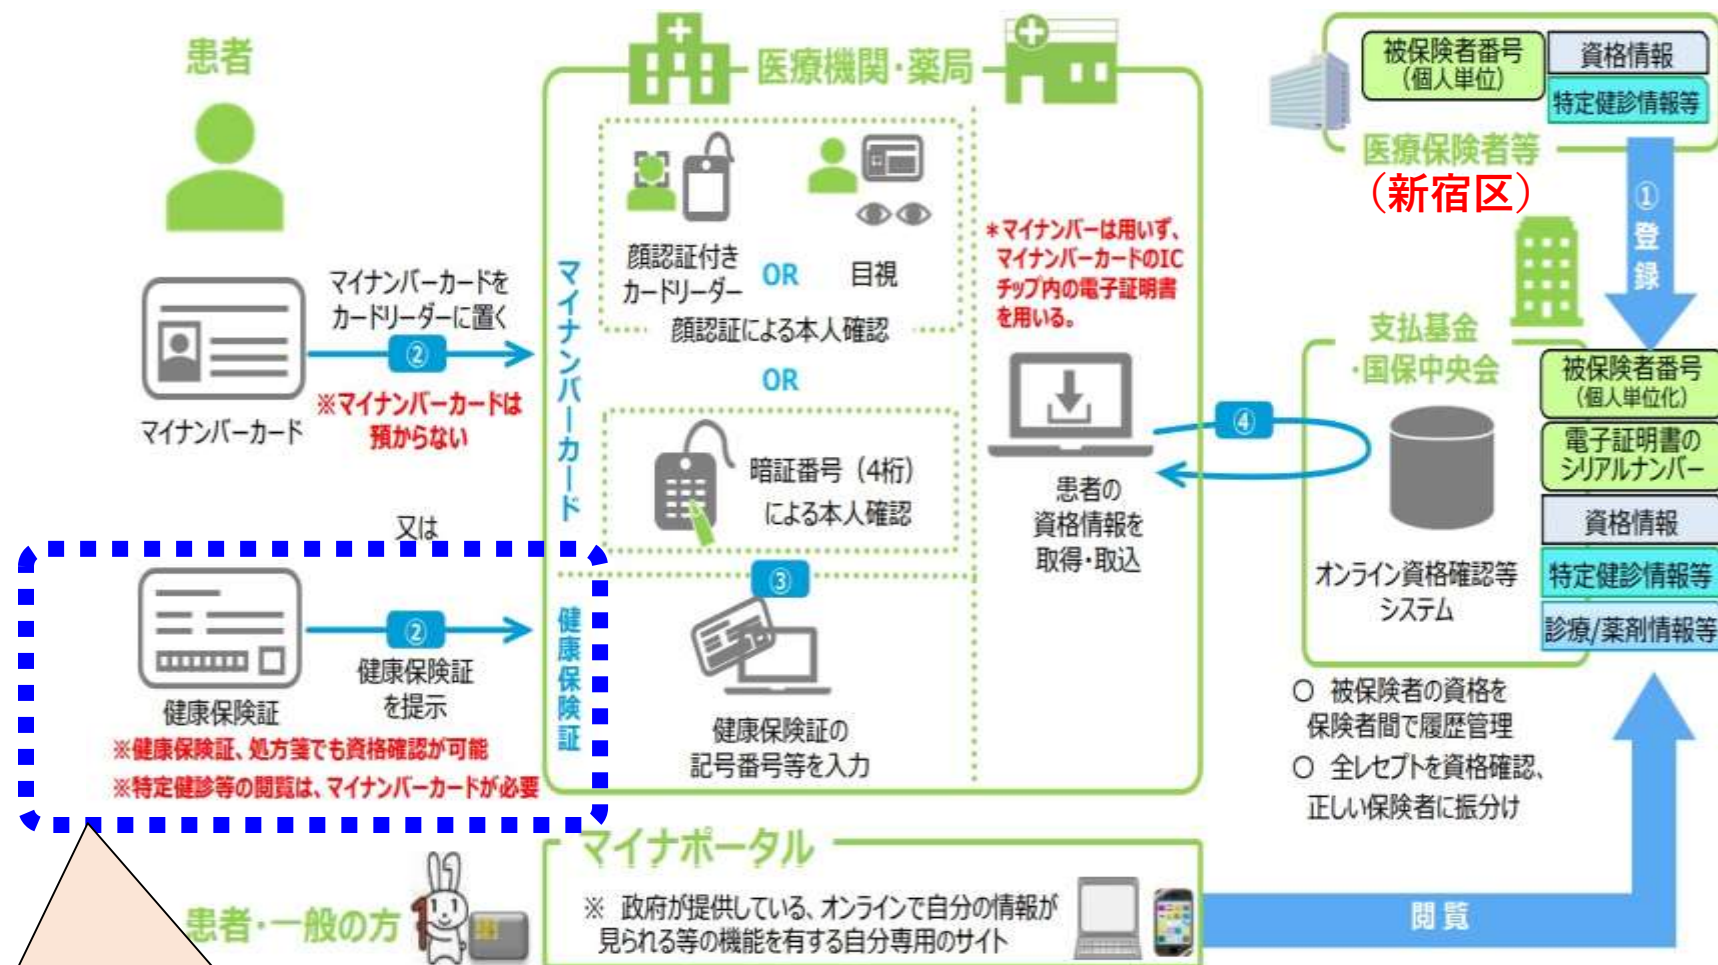 患者
マイナンバーカードを
カードリーダーに置く
②
※マイナンバーカードは
預からない
マイナンバーカード
又は
②
健康保険証
を提示
健康保険証
※健康保険証、処方箋でも資格確認が可能
※特定健診等の閲覧は、マイナンバーカードが必要
医療機関・薬局
マイナンバーカード
顔認証付き
カードリーダー
OR
目視
顔認証による本人確認
OR
暗証番号（4桁）
による本人確認
③
健康保険証
健康保険証の
記号番号等を入力
＊マイナンバーは用いず、
マイナンバーカードのIC
チップ内の電子証明書
を用いる。
患者の
資格情報を
取得・取込
④
被保険者番号
（個人単位）
資格情報
特定健診情報等
医療保険者等
（新宿区）
①登録
支払基金
・国保中央会
オンライン資格確認等
システム
被保険者番号
（個人単位化）
電子証明書の
シリアルナンバー
資格情報
特定健診情報等
診療/薬剤情報等
○ 被保険者の資格を
保険者間で履歴管理
○ 全レセプトを資格確認、
正しい保険者に振分け
患者・一般の方
マイナポータル
※ 政府が提供している、オンラインで自分の情報が
見られる等の機能を有する自分専用のサイト
閲覧